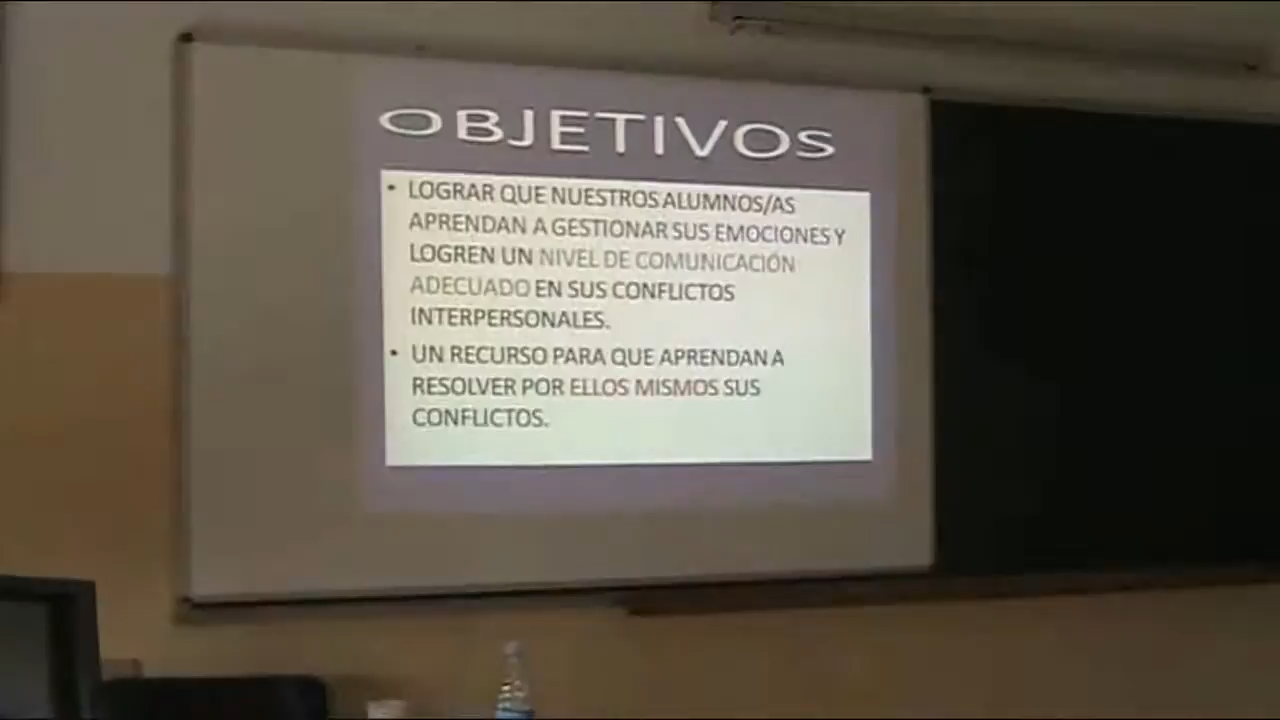 OBJETIVOS
• LOGRAR QUE NUESTROS ALUMNOS/AS
APRENDAN A GESTIONAR SUS EMOCIONES Y
LOGREN UN NIVEL DE COMUNICACIÓN
ADECUADO EN SUS CONFLICTOS
INTERPERSONALES.
• UN RECURSO PARA QUE APRENDAN A
RESOLVER POR ELLOS MISMOS SUS
CONFLICTOS.